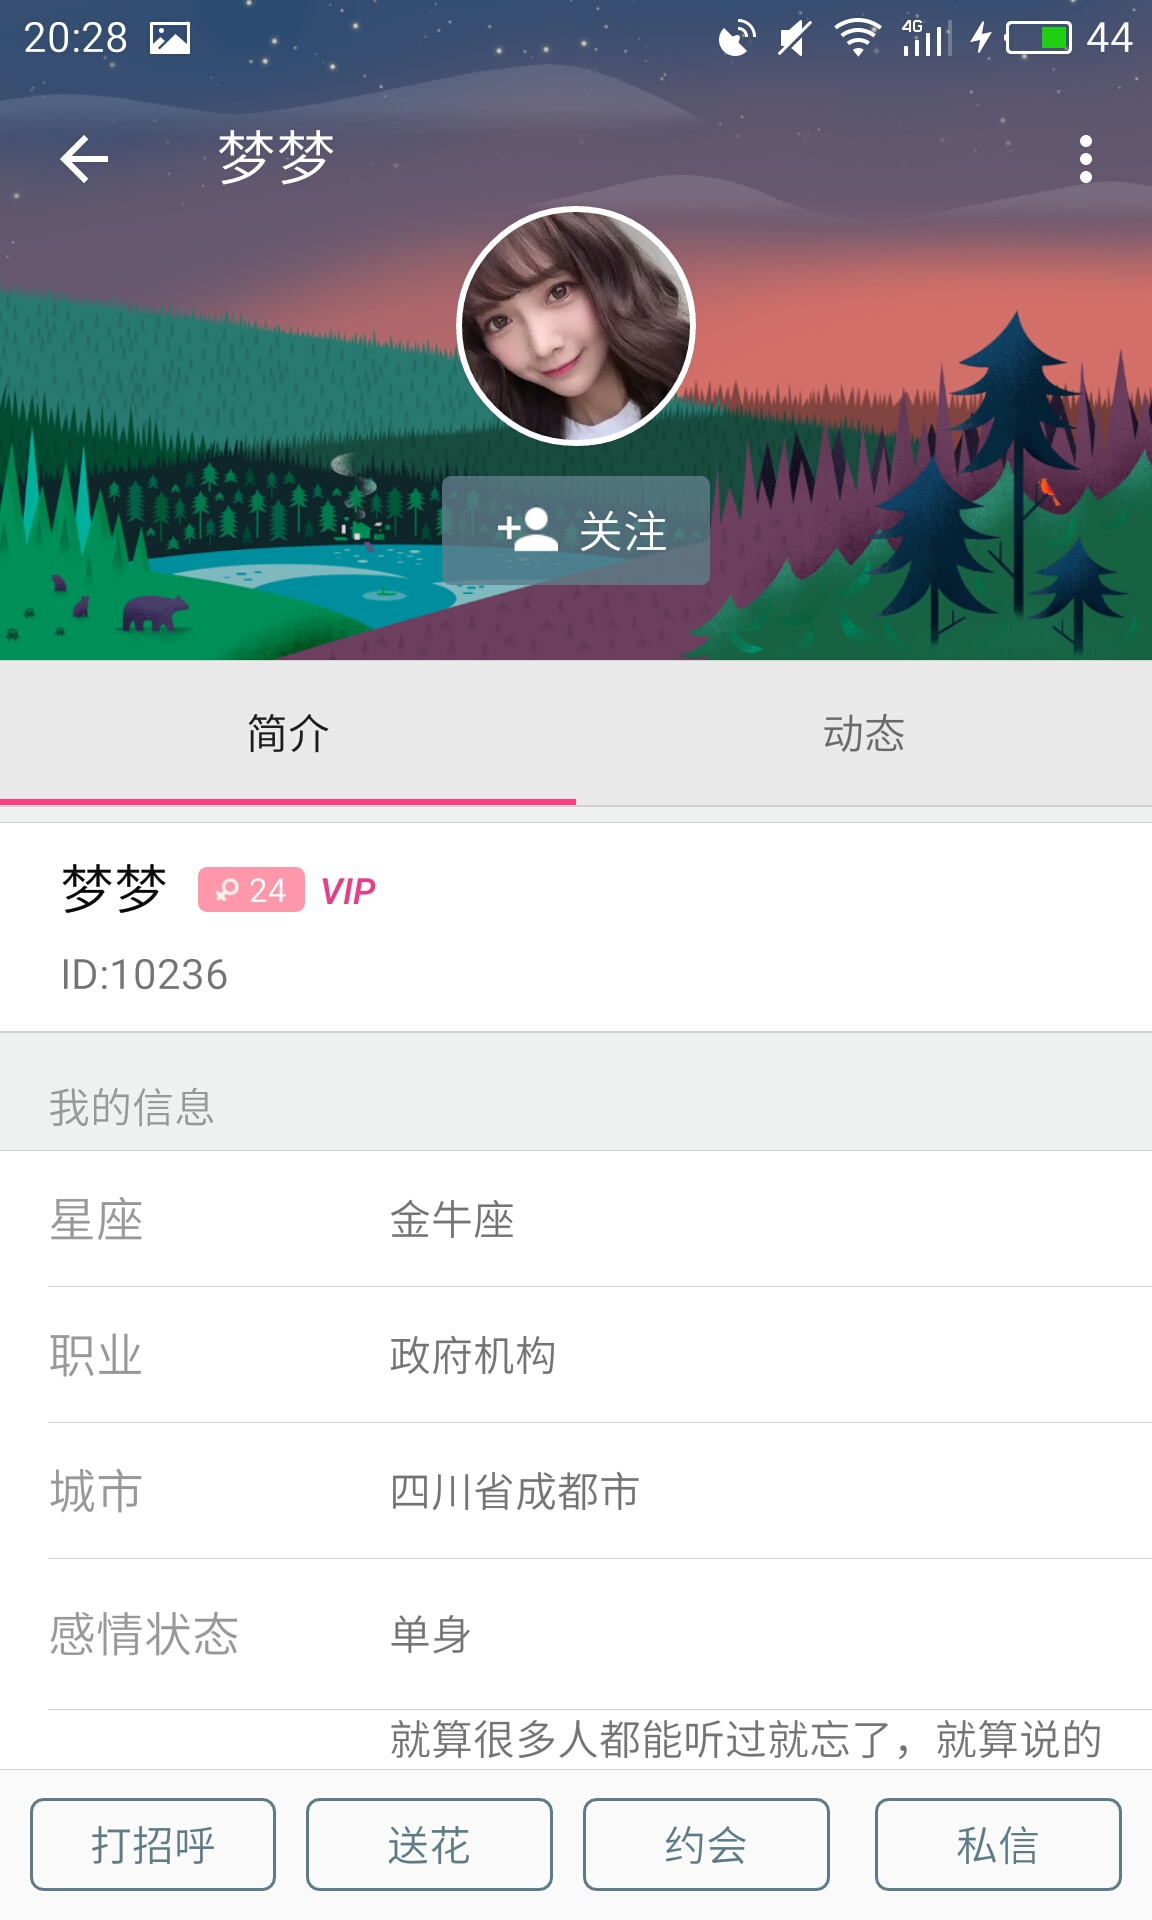 20:28
4G
44
梦梦
关注
简介
动态
梦梦 24 VIP
ID:10236
我的信息
星座 金牛座
职业 政府机构
城市 四川省成都市
感情状态 单身
就算很多人都能听过就忘了，就算说的
打招呼 送花 约会 私信